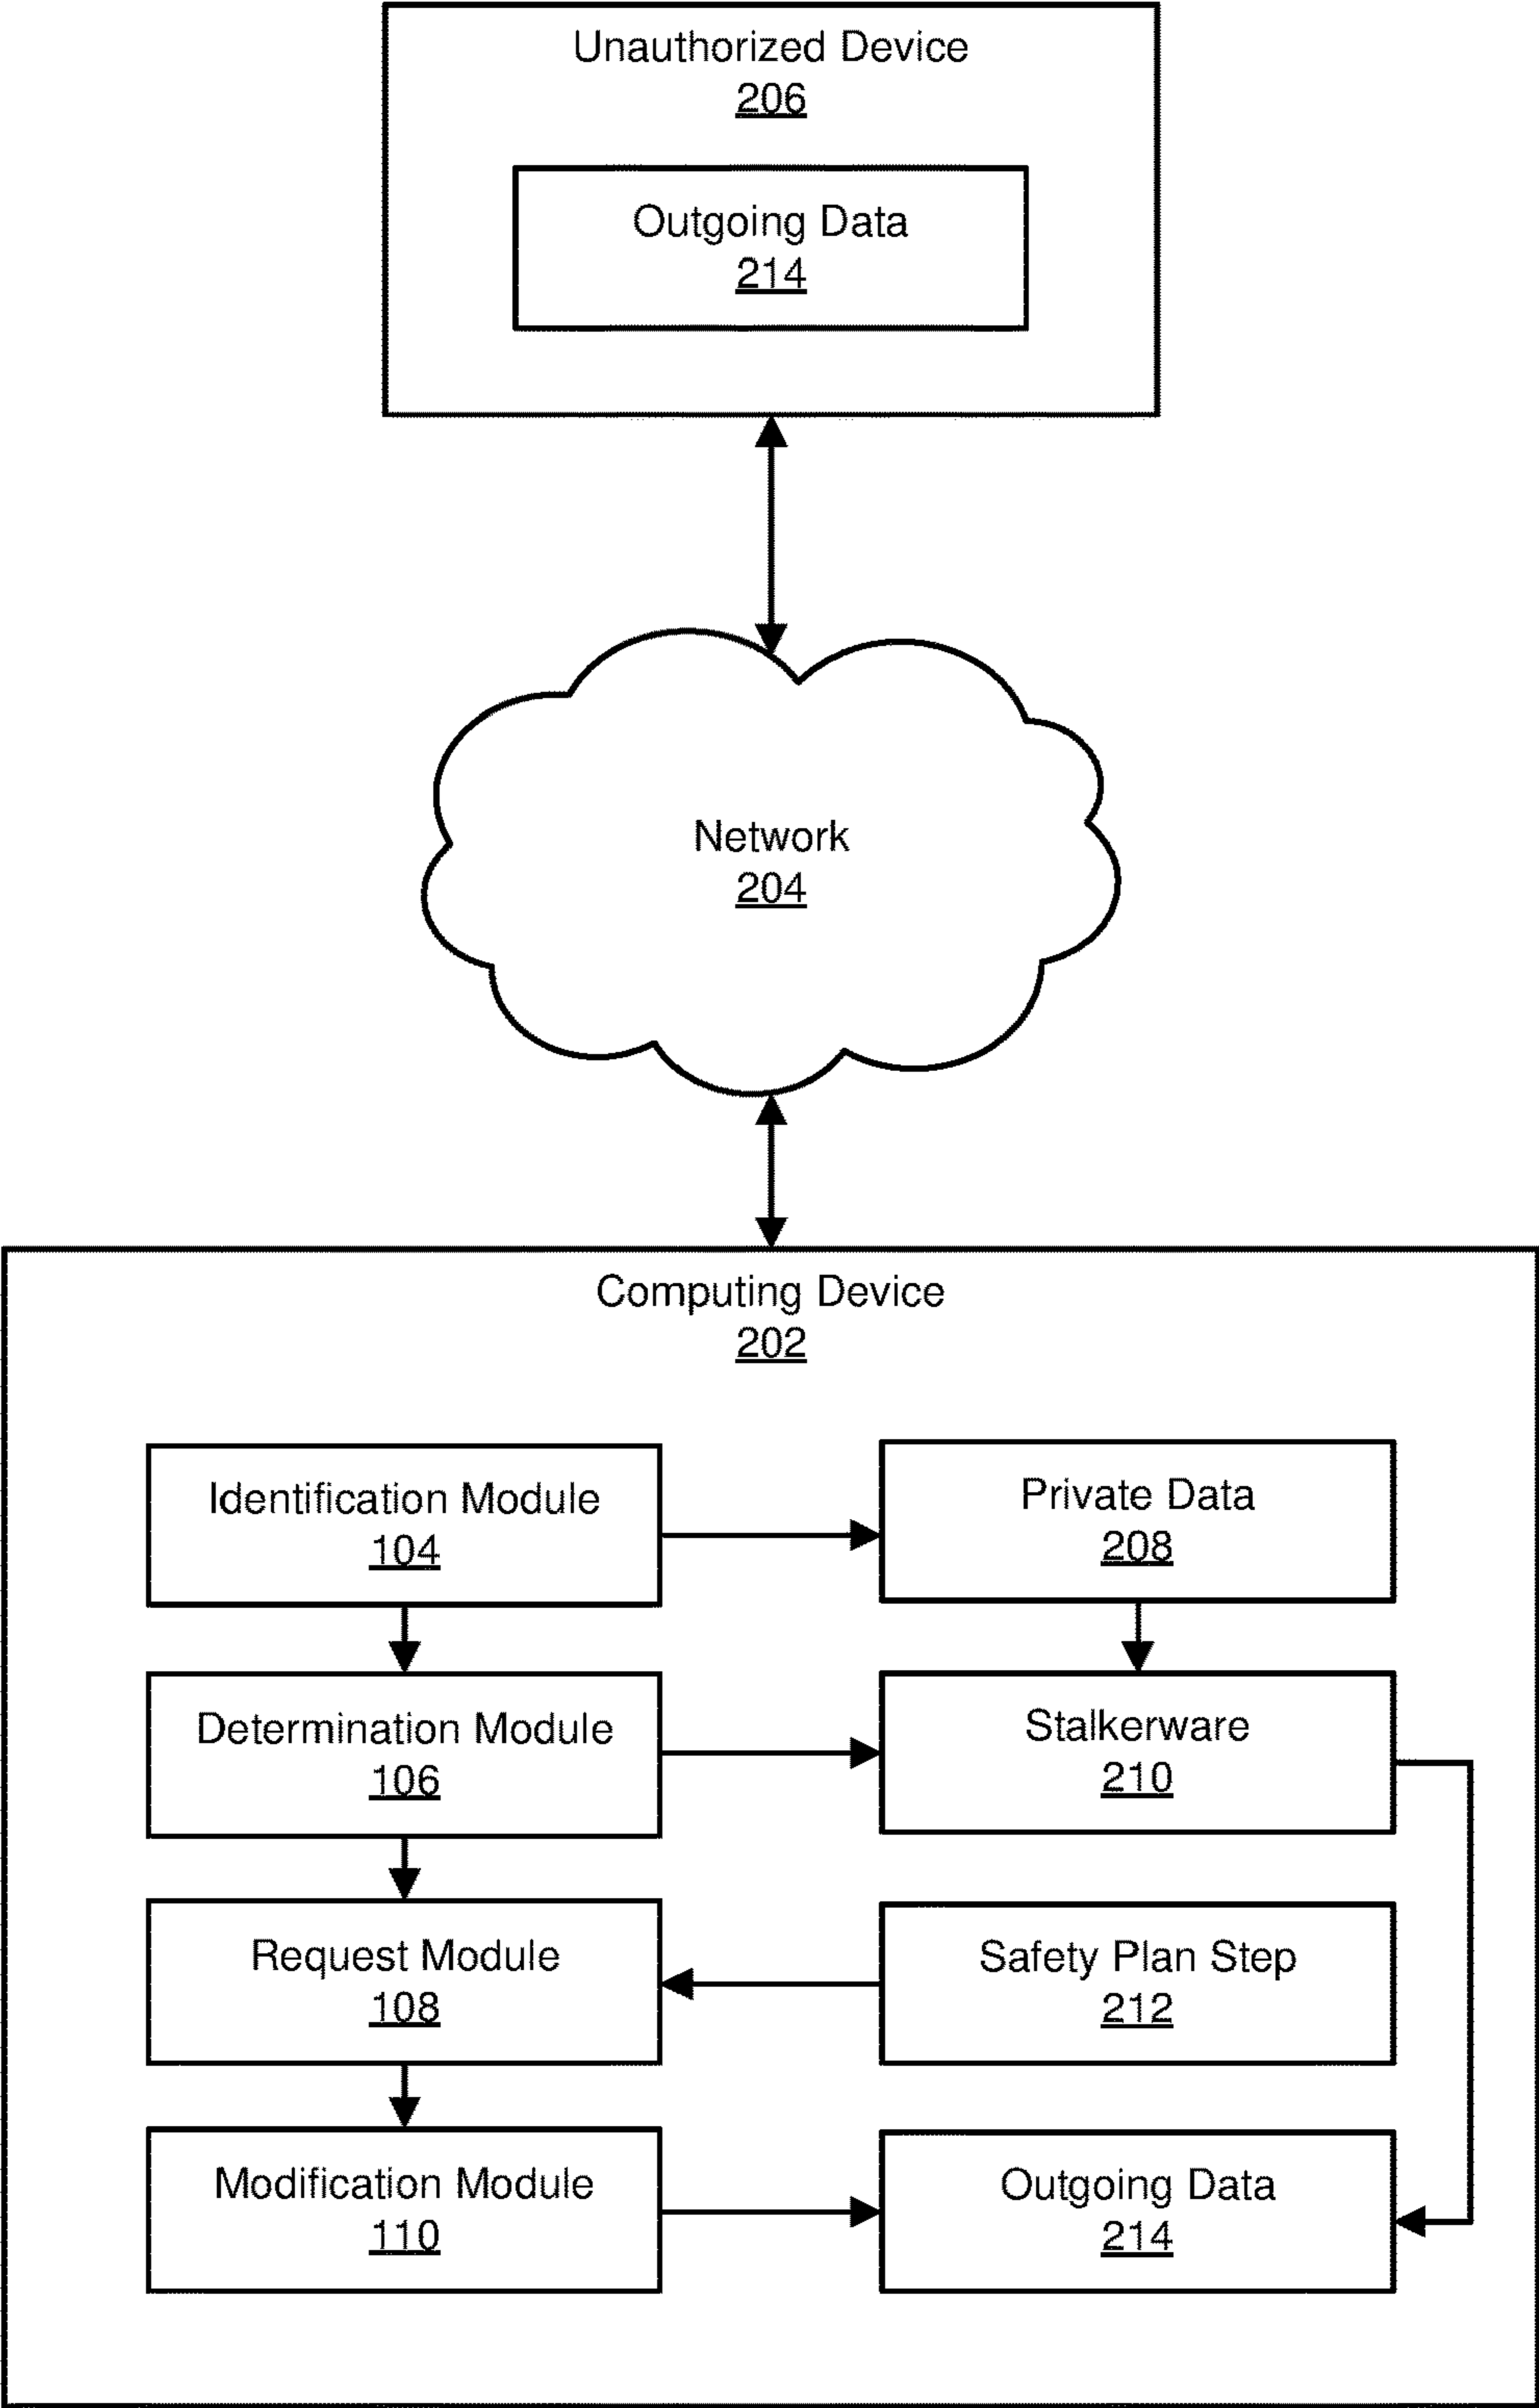 Unauthorized Device
206
Outgoing Data
214
Network
204
Computing Device
202
Identification Module
104
Private Data
208
Determination Module
106
Stalkerware
210
Request Module
108
Safety Plan Step
212
Modification Module
110
Outgoing Data
214